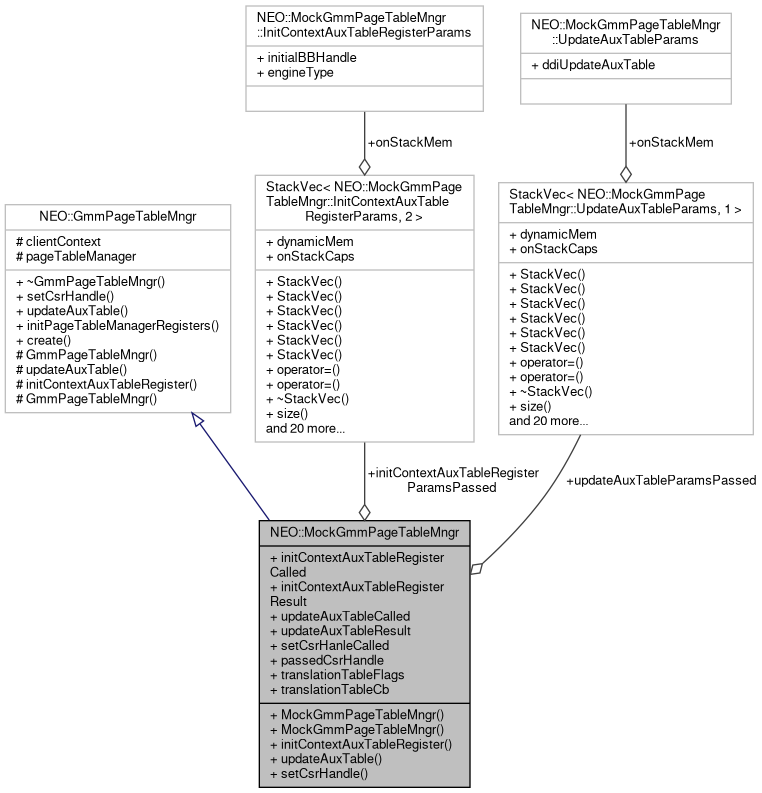 NEO::MockGmmPageTableMngr
::InitContextAuxTableRegisterParams
+ initialBBHandle
+ engineType
NEO::MockGmmPageTableMngr
::UpdateAuxTableParams
+ ddiUpdateAuxTable
+onStackMem
+onStackMem
NEO::GmmPageTableMngr
# clientContext
# pageTableManager
+ ~GmmPageTableMngr()
+ setCsrHandle()
+ updateAuxTable()
+ initPageTableManagerRegisters()
+ create()
# GmmPageTableMngr()
# updateAuxTable()
# initContextAuxTableRegister()
# GmmPageTableMngr()
StackVec< NEO::MockGmmPage
TableMngr::InitContextAuxTable
RegisterParams, 2 >
+ dynamicMem
+ onStackCaps
+ StackVec()
+ StackVec()
+ StackVec()
+ StackVec()
+ StackVec()
+ StackVec()
+ operator=()
+ operator=()
+ ~StackVec()
+ size()
and 20 more...
StackVec< NEO::MockGmmPage
TableMngr::UpdateAuxTableParams, 1 >
+ dynamicMem
+ onStackCaps
+ StackVec()
+ StackVec()
+ StackVec()
+ StackVec()
+ StackVec()
+ StackVec()
+ operator=()
+ operator=()
+ ~StackVec()
+ size()
and 20 more...
+initContextAuxTableRegister
ParamsPassed
+updateAuxTableParamsPassed
NEO::MockGmmPageTableMngr
+ initContextAuxTableRegister
Called
+ initContextAuxTableRegister
Result
+ updateAuxTableCalled
+ updateAuxTableResult
+ setCsrHanleCalled
+ passedCsrHandle
+ translationTableFlags
+ translationTableCb
+ MockGmmPageTableMngr()
+ MockGmmPageTableMngr()
+ initContextAuxTableRegister()
+ updateAuxTable()
+ setCsrHandle()